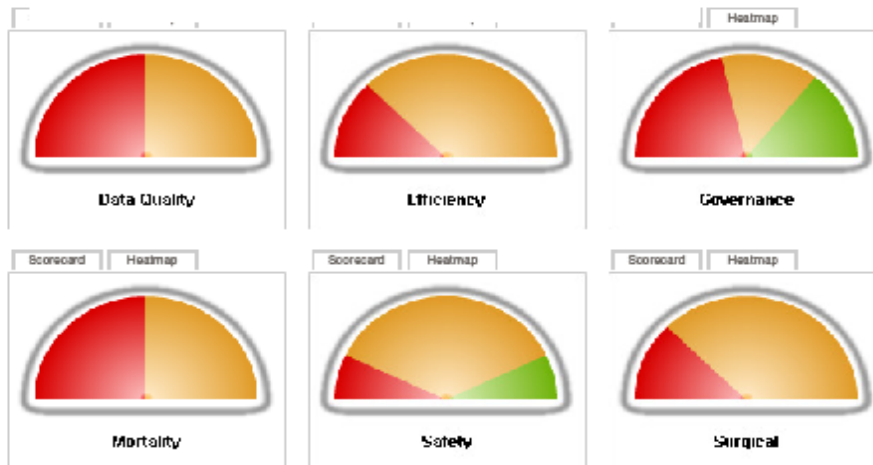 Heatmap
Data Quality
Efficiency
Governance
Scorecard Heatmap
Scorecard Heatmap
Scorecard Heatmap
Mortality
Safety
Surgical